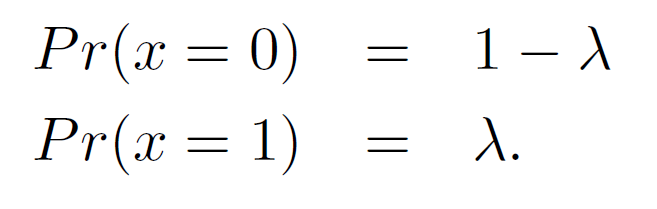 Pr(x = 0) = 1 − λ
Pr(x = 1) = λ.